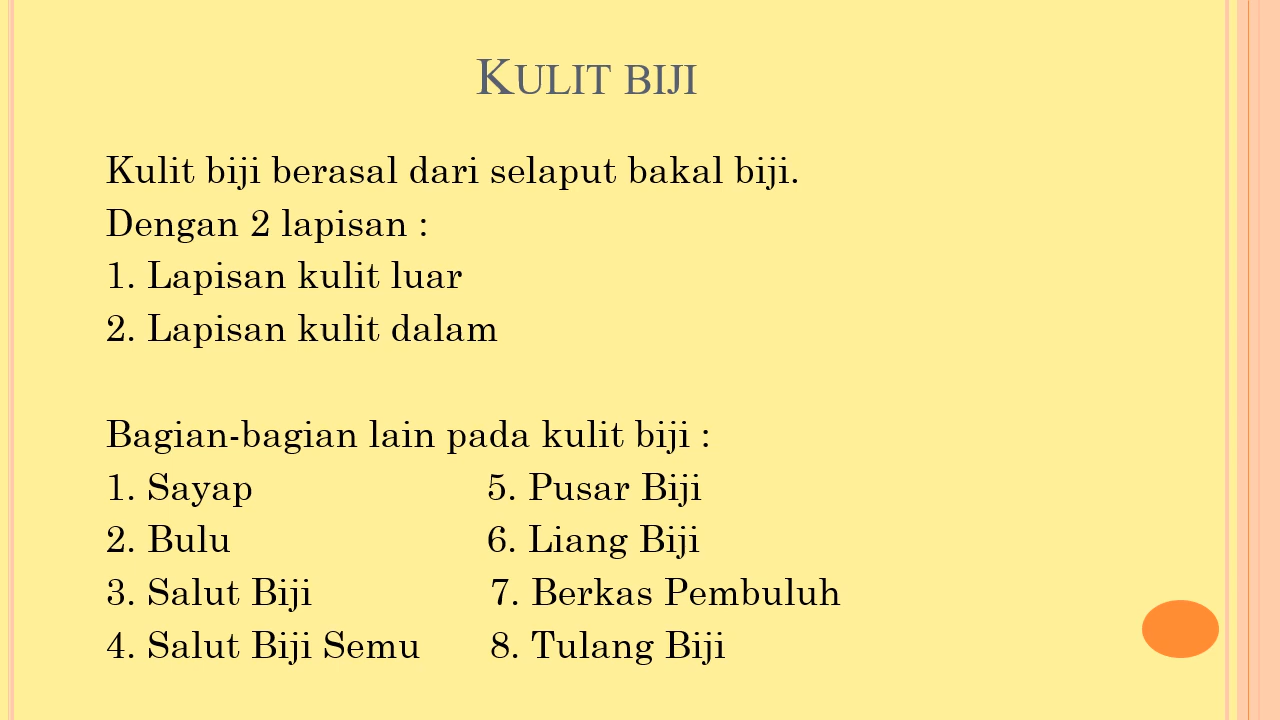 KULIT BIJI
Kulit biji berasal dari selaput bakal biji.
Dengan 2 lapisan :
1. Lapisan kulit luar
2. Lapisan kulit dalam
Bagian-bagian lain pada kulit biji :
1. Sayap 5. Pusar Biji
2. Bulu 6. Liang Biji
3. Salut Biji 7. Berkas Pembuluh
4. Salut Biji Semu 8. Tulang Biji